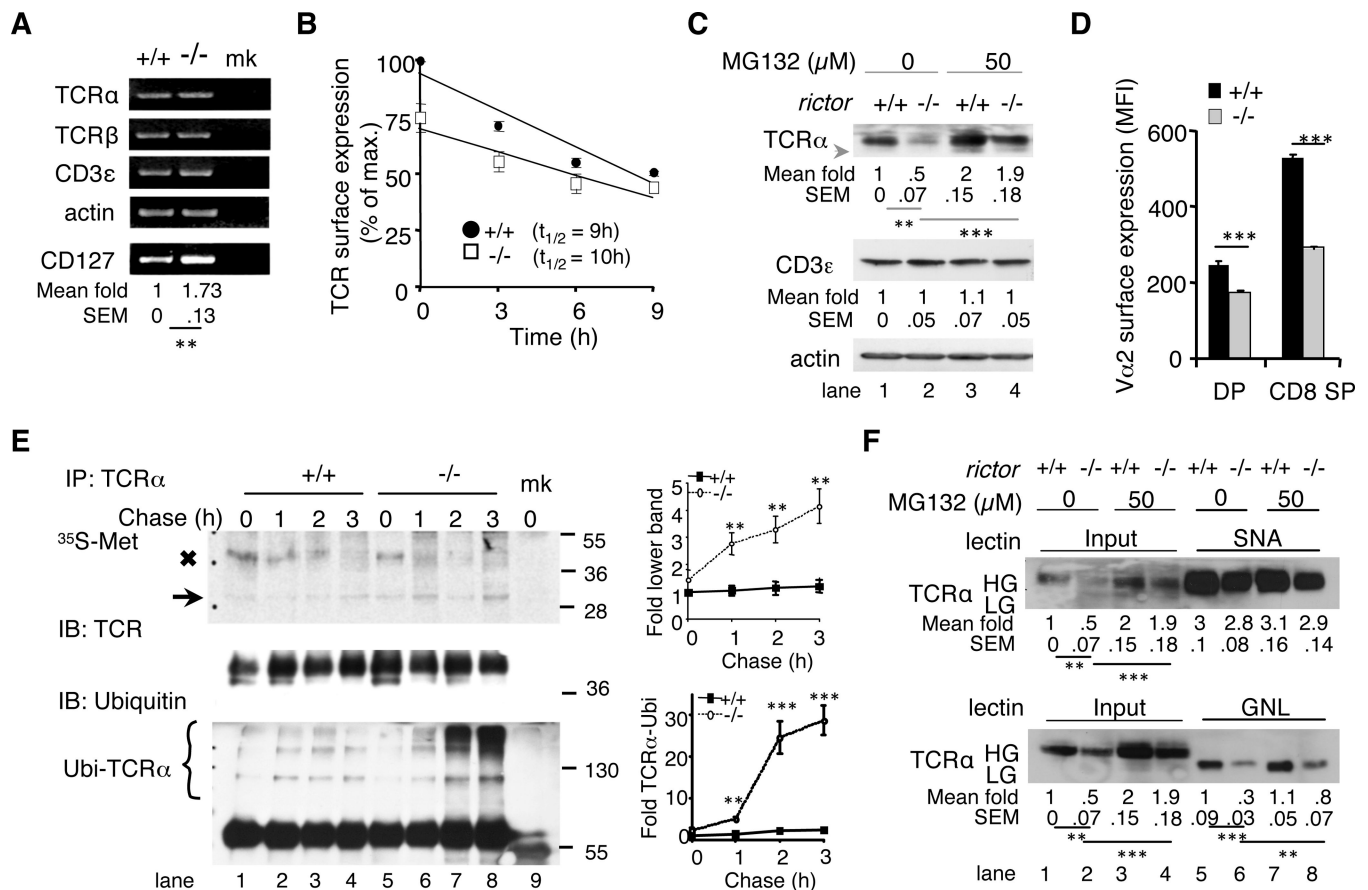 A
+/+ -/- mk
TCRα
TCRβ
CD3ε
actin
CD127
Mean fold 1 1.73
SEM 0 .13
**
B
TCR surface expression
(% of max.)
100
75
50
25
0
+/+ (t1/2 = 9h)
-/- (t1/2 = 10h)
0 3 6 9
Time (h)
C
MG132 (μM) 0 50
rictor +/+ -/- +/+ -/-
TCRα
Mean fold 1 .5 2 1.9
SEM 0 .07 .15 .18
** ***
CD3ε
Mean fold 1 1 1.1 1
SEM 0 .05 .07 .05
actin
lane 1 2 3 4
D
+/+
-/-
Vα2 surface expression (MFI)
600
400
200
0
*** ***
DP CD8 SP
E
IP: TCRα +/+ -/- mk
Chase (h) 0 1 2 3 0 1 2 3 0
35S-Met
55
36
28
IB: TCR
36
IB: Ubiquitin
Ubi-TCRα
130
55
lane 1 2 3 4 5 6 7 8 9
+/+
-/-
Fold lower band
5
4
3
2
1
0
** ** **
0 1 2 3
Chase (h)
+/+
-/-
Fold TCRα-Ubi
30
20
10
0
** *** ***
0 1 2 3
Chase (h)
F
rictor +/+ -/- +/+ -/- +/+ -/- +/+ -/-
MG132 (μM) 0 50 0 50
lectin Input SNA
TCRα HG
LG
Mean fold 1 .5 2 1.9 3 2.8 3.1 2.9
SEM 0 .07 .15 .18 .1 .08 .16 .14
** ***
lectin Input GNL
TCRα HG
LG
Mean fold 1 .5 2 1.9 1 .3 1.1 .8
SEM 0 .07 .15 .18 .09 .03 .05 .07
** *** *** **
lane 1 2 3 4 5 6 7 8